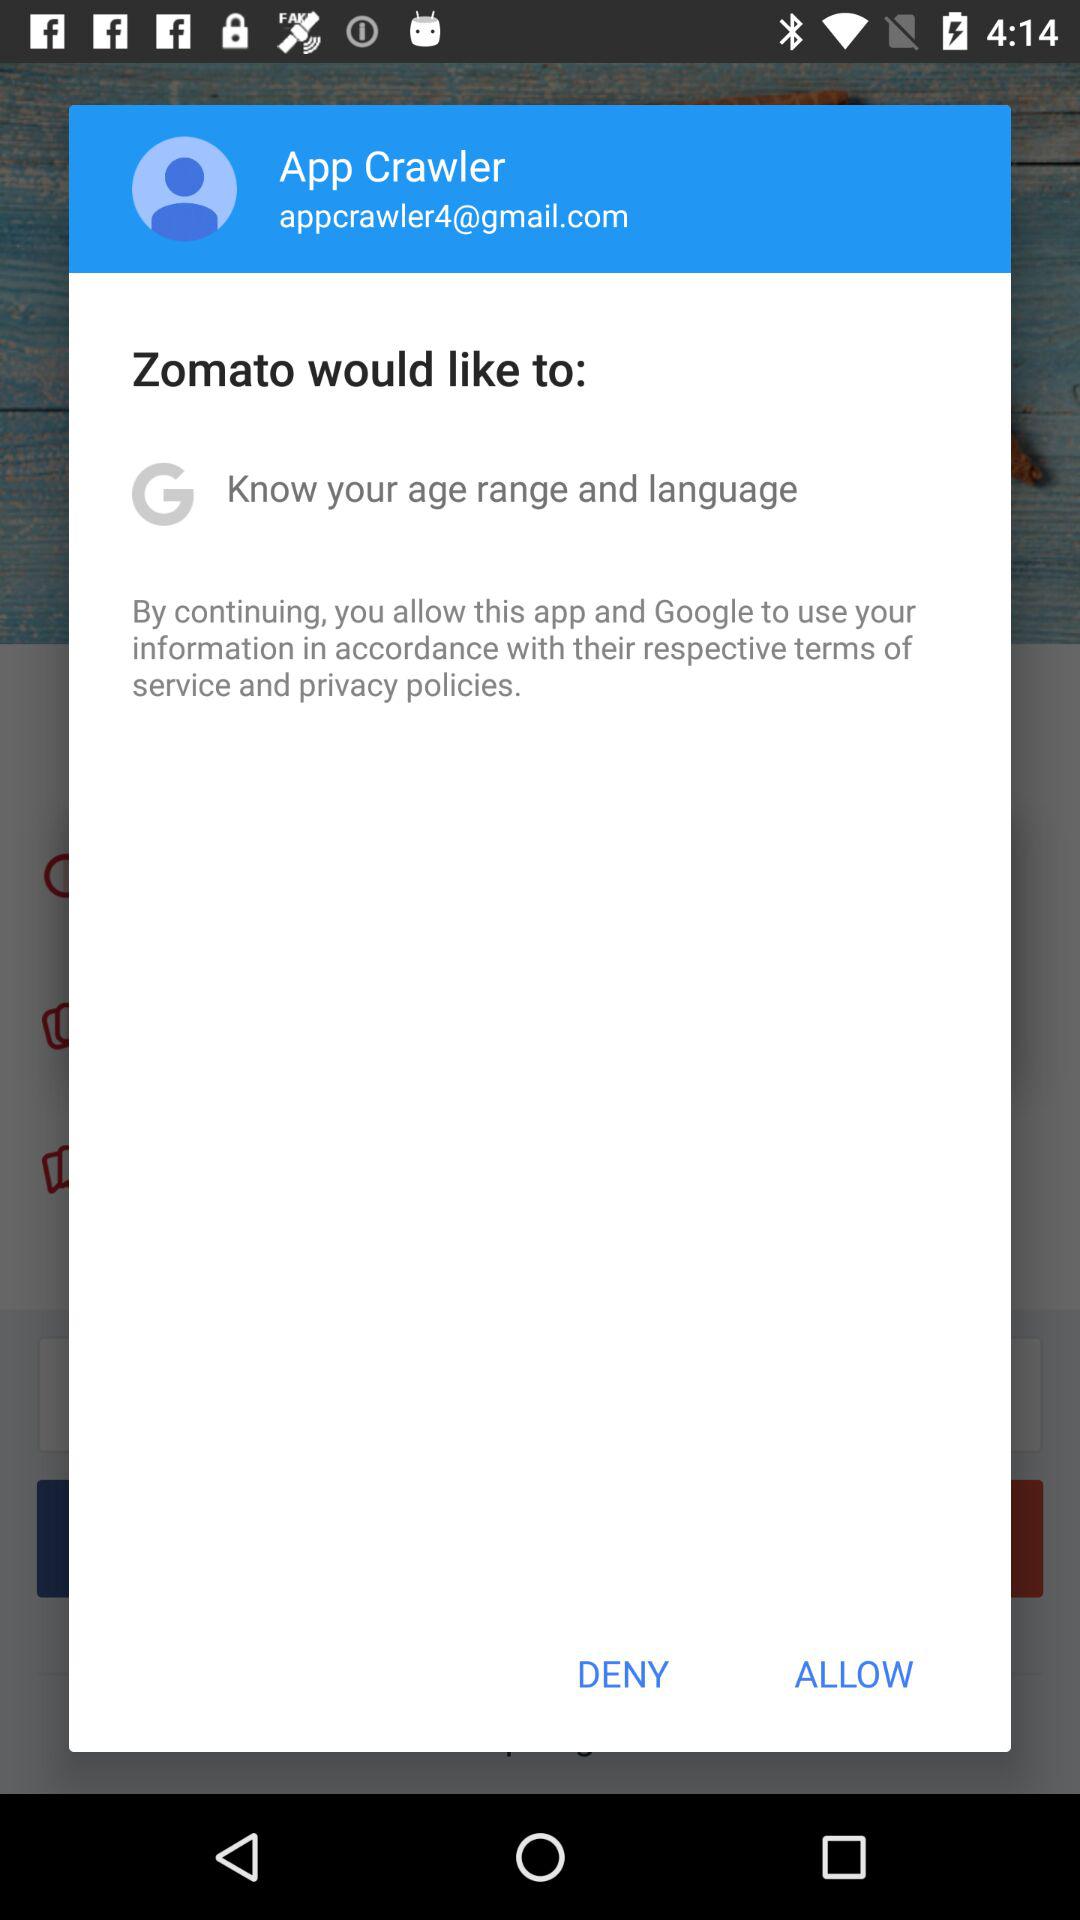 FAKE
4:14
App Crawler
appcrawler4@gmail.com
Zomato would like to:
Know your age range and language
By continuing, you allow this app and Google to use your
information in accordance with their respective terms of
service and privacy policies.
DENY
ALLOW